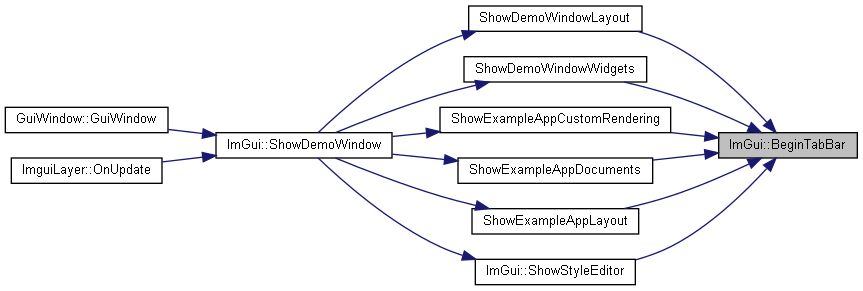 ShowDemoWindowLayout
ShowDemoWindowWidgets
GuiWindow::GuiWindow
ShowExampleAppCustomRendering
ImGui::ShowDemoWindow
ImGui::BeginTabBar
ImguiLayer::OnUpdate
ShowExampleAppDocuments
ShowExampleAppLayout
ImGui::ShowStyleEditor